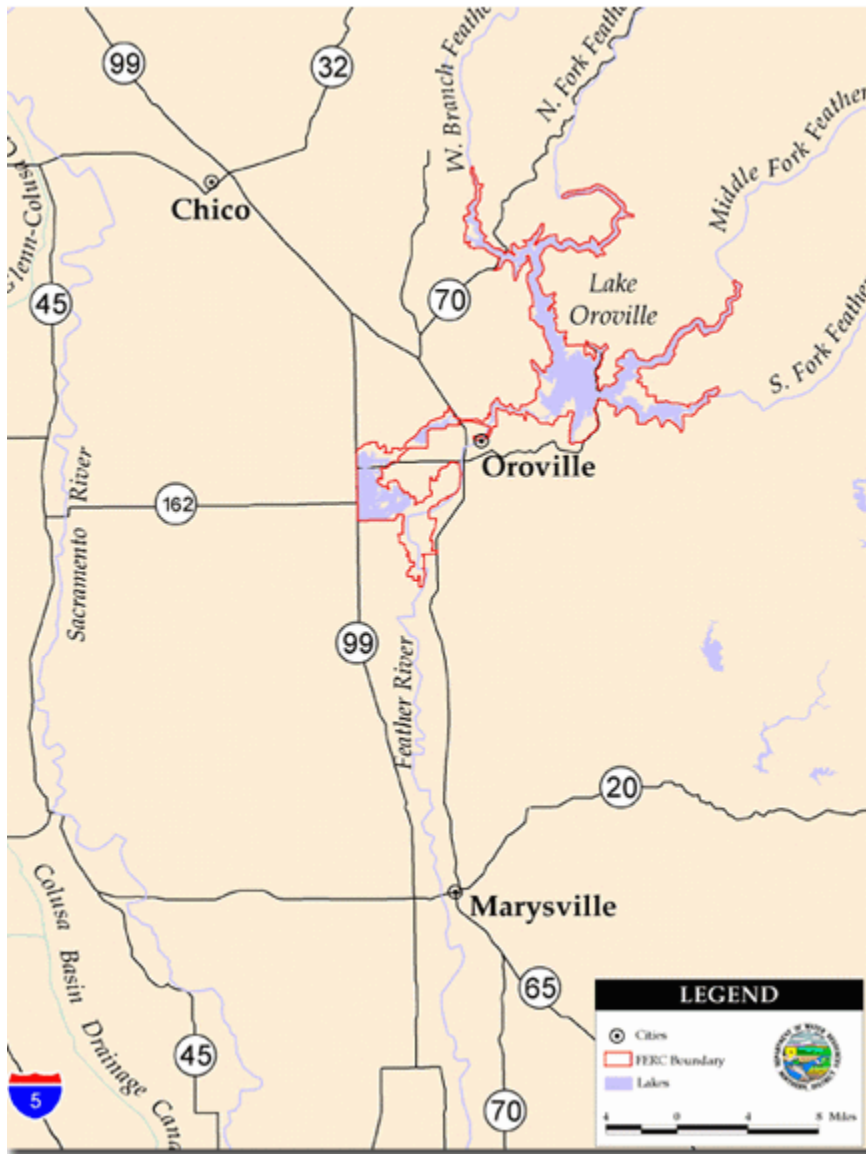 99
32
W. Branch Feather
N. Fork Feathe
Middle Fork Feather
S. Fork Feather
Glenn-Colusa C
Chico
45
70
Lake
Oroville
Oroville
162
Sacramento River
99
Feather River
20
Marysville
Colusa Basin Drainage Cana
65
45
5
70
LEGEND
Cities
FERC Boundary
Lakes
4 0 4 8 Miles